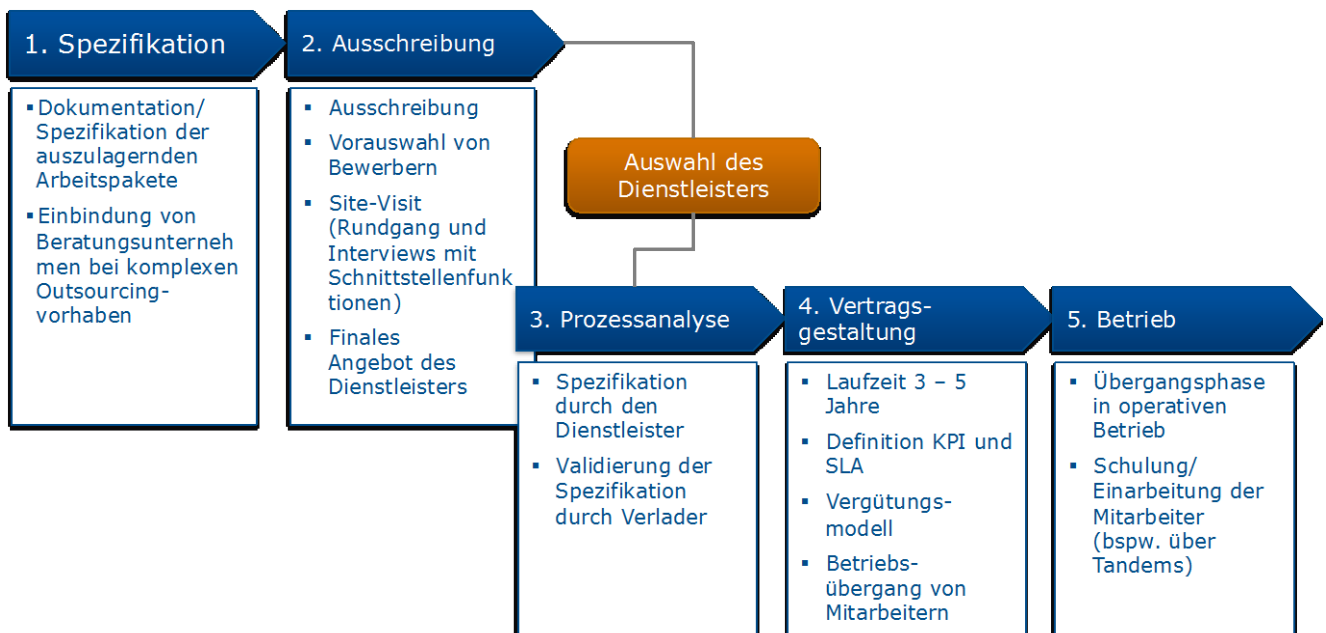 1. Spezifikation
▪Dokumentation/
Spezifikation der
auszulagernden
Arbeitspakete
▪Einbindung von
Beratungsunterneh
men bei komplexen
Outsourcing-
vorhaben
2. Ausschreibung
▪ Ausschreibung
▪ Vorauswahl von
Bewerbern
▪ Site-Visit
(Rundgang und
Interviews mit
Schnittstellenfunk
tionen)
▪ Finales
Angebot des
Dienstleisters
Auswahl des
Dienstleisters
3. Prozessanalyse
▪ Spezifikation
durch den
Dienstleister
▪ Validierung der
Spezifikation
durch Verlader
4. Vertrags-
gestaltung
▪ Laufzeit 3 – 5
Jahre
▪ Definition KPI und
SLA
▪ Vergütungs-
modell
▪ Betriebs-
übergang von
Mitarbeitern
5. Betrieb
▪ Übergangsphase
in operativen
Betrieb
▪ Schulung/
Einarbeitung der
Mitarbeiter
(bspw. über
Tandems)